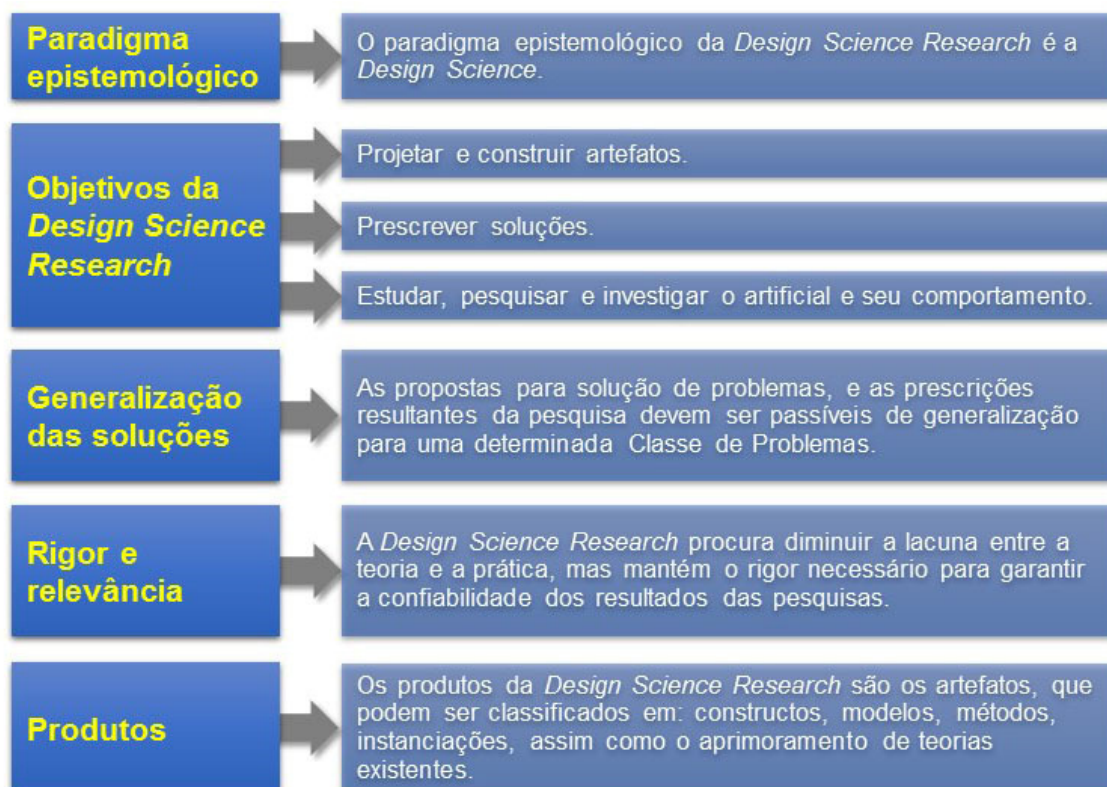 Paradigma
epistemológico
O paradigma epistemológico da Design Science Research é a
Design Science.
Objetivos da
Design Science
Research
Projetar e construir artefatos.
Prescrever soluções.
Estudar, pesquisar e investigar o artificial e seu comportamento.
Generalização
das soluções
As propostas para solução de problemas, e as prescrições
resultantes da pesquisa devem ser passíveis de generalização
para uma determinada Classe de Problemas.
Rigor e
relevância
A Design Science Research procura diminuir a lacuna entre a
teoria e a prática, mas mantém o rigor necessário para garantir
a confiabilidade dos resultados das pesquisas.
Produtos
Os produtos da Design Science Research são os artefatos, que
podem ser classificados em: constructos, modelos, métodos,
instanciações, assim como o aprimoramento de teorias
existentes.